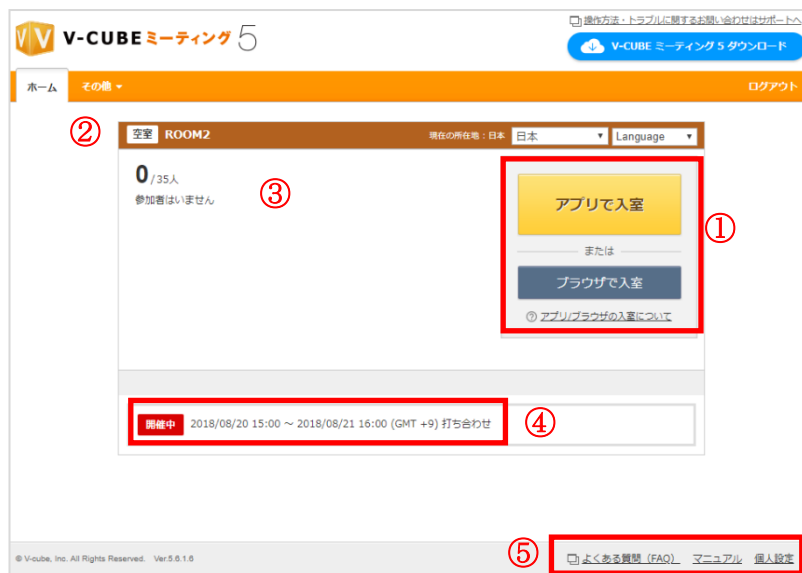 操作方法・トラブルに関するお問い合わせはサポートへ
V-CUBE ミーティング 5
V-CUBE ミーティング 5 ダウンロード
ホーム その他 ログアウト
② 空室 ROOM2 現在の所在地:日本 日本 Language
0/35人
参加者はいません
③
アプリで入室
①
または
ブラウザで入室
アプリ/ブラウザの入室について
開催中 2018/08/20 15:00 ~ 2018/08/21 16:00 (GMT +9) 打ち合わせ ④
© V-cube, Inc. All Rights Reserved. Ver.5.6.1.6 ⑤ よくある質問(FAQ) マニュアル 個人設定